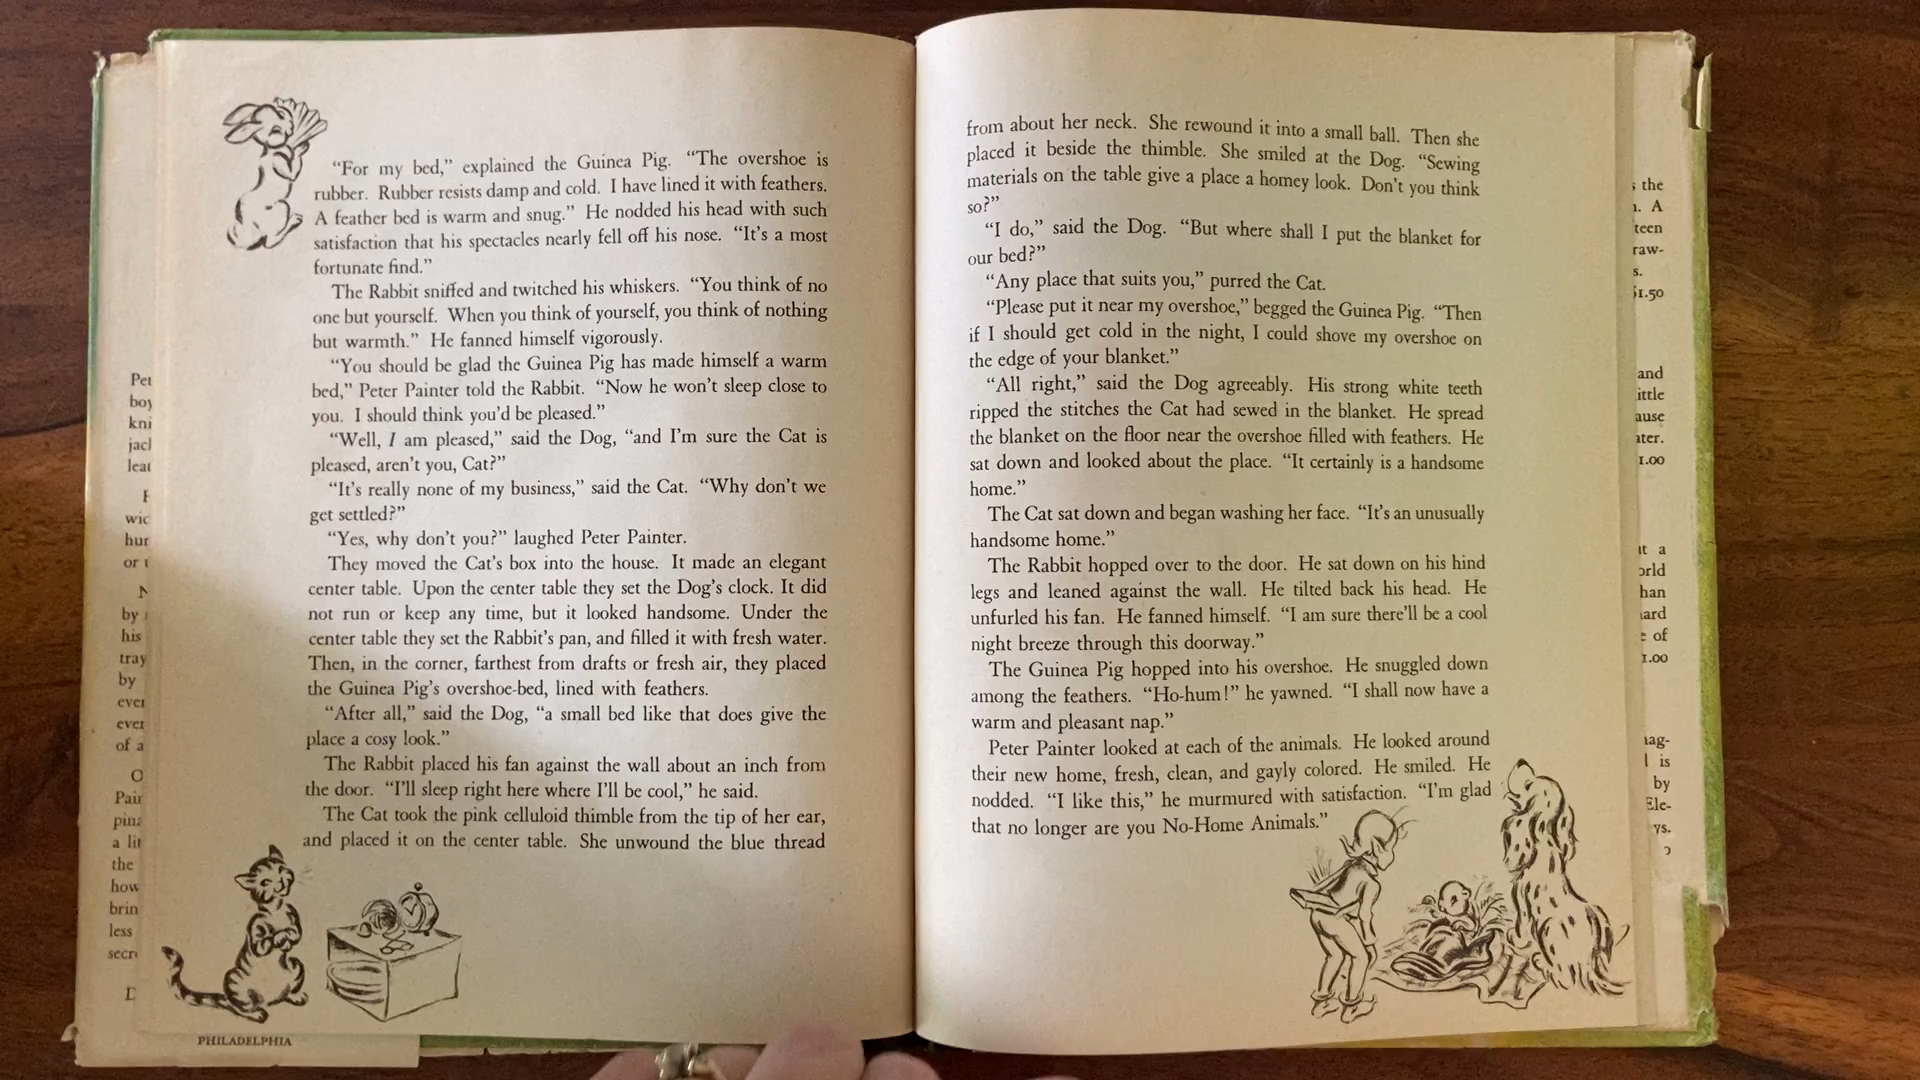 “For my bed,” explained the Guinea Pig. “The overshoe is
rubber. Rubber resists damp and cold. I have lined it with feathers.
A feather bed is warm and snug.” He nodded his head with such
satisfaction that his spectacles nearly fell off his nose. “It's a most
fortunate find.”
The Rabbit sniffed and twitched his whiskers. “You think of no
one but yourself. When you think of yourself, you think of nothing
but warmth.” He fanned himself vigorously.
“You should be glad the Guinea Pig has made himself a warm
bed,” Peter Painter told the Rabbit. “Now he won't sleep close to
you. I should think you'd be pleased.”
“Well, I am pleased,” said the Dog, “and I'm sure the Cat is
pleased, aren't you, Cat?”
“It's really none of my business,” said the Cat. “Why don't we
get settled?”
“Yes, why don't you?” laughed Peter Painter.
They moved the Cat's box into the house. It made an elegant
center table. Upon the center table they set the Dog's clock. It did
not run or keep any time, but it looked handsome. Under the
center table they set the Rabbit's pan, and filled it with fresh water.
Then, in the corner, farthest from drafts or fresh air, they placed
the Guinea Pig's overshoe-bed, lined with feathers.
“After all,” said the Dog, “a small bed like that does give the
place a cosy look.”
The Rabbit placed his fan against the wall about an inch from
the door. “I'll sleep right here where I'll be cool,” he said.
The Cat took the pink celluloid thimble from the tip of her ear,
and placed it on the center table. She unwound the blue thread
PHILADELPHIA
from about her neck. She rewound it into a small ball. Then she
placed it beside the thimble. She smiled at the Dog. “Sewing
materials on the table give a place a homey look. Don't you think
so?”
“I do,” said the Dog. “But where shall I put the blanket for
our bed?”
“Any place that suits you,” purred the Cat.
“Please put it near my overshoe,” begged the Guinea Pig. “Then
if I should get cold in the night, I could shove my overshoe on
the edge of your blanket.”
“All right,” said the Dog agreeably. His strong white teeth
ripped the stitches the Cat had sewed in the blanket. He spread
the blanket on the floor near the overshoe filled with feathers. He
sat down and looked about the place. “It certainly is a handsome
home.”
The Cat sat down and began washing her face. “It's an unusually
handsome home.”
The Rabbit hopped over to the door. He sat down on his hind
legs and leaned against the wall. He tilted back his head. He
unfurled his fan. He fanned himself. “I am sure there'll be a cool
night breeze through this doorway.”
The Guinea Pig hopped into his overshoe. He snuggled down
among the feathers. “Ho-hum!” he yawned. “I shall now have a
warm and pleasant nap.”
Peter Painter looked at each of the animals. He looked around
their new home, fresh, clean, and gayly colored. He smiled. He
nodded. “I like this,” he murmured with satisfaction. “I'm glad
that no longer are you No-Home Animals.”